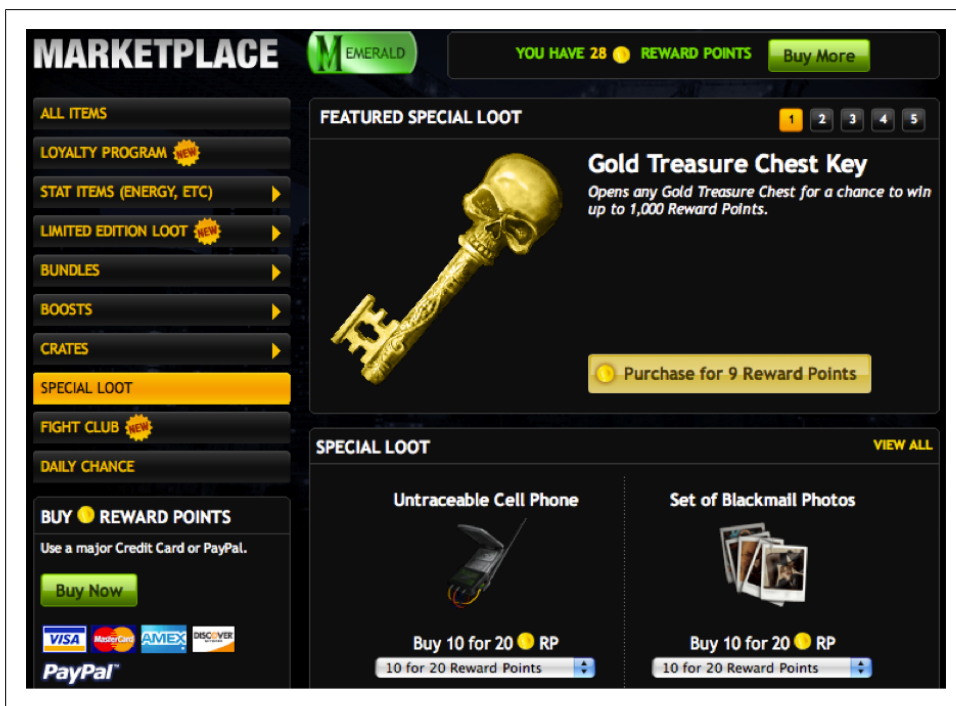 MARKETPLACE
M EMERALD
YOU HAVE 28 REWARD POINTS
Buy More
ALL ITEMS
LOYALTY PROGRAM NEW
STAT ITEMS (ENERGY, ETC)
LIMITED EDITION LOOT NEW
BUNDLES
BOOSTS
CRATES
SPECIAL LOOT
FIGHT CLUB NEW
DAILY CHANCE
BUY REWARD POINTS
Use a major Credit Card or PayPal.
Buy Now
VISA MasterCard AMEX DISCOVER
PayPal™
FEATURED SPECIAL LOOT
1 2 3 4 5
Gold Treasure Chest Key
Opens any Gold Treasure Chest for a chance to win
up to 1,000 Reward Points.
Purchase for 9 Reward Points
SPECIAL LOOT
VIEW ALL
Untraceable Cell Phone
Buy 10 for 20 RP
10 for 20 Reward Points
Set of Blackmail Photos
Buy 10 for 20 RP
10 for 20 Reward Points